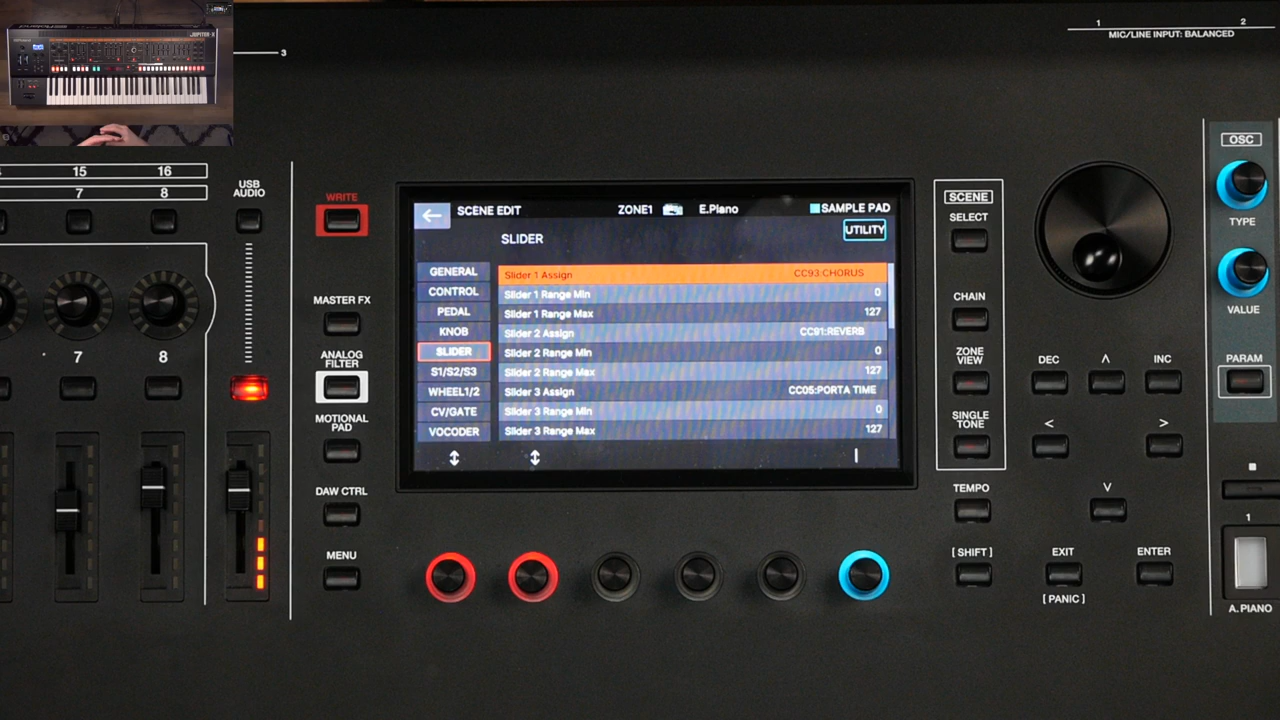 JUPITER-X
3
1 2
MIC/LINE INPUT: BALANCED
15 16
7 8
USB AUDIO
7 8
WRITE
MASTER FX
ANALOG FILTER
MOTIONAL PAD
DAW CTRL
MENU
SCENE EDIT ZONE1 E.Piano SAMPLE PAD
SLIDER UTILITY
GENERAL
CONTROL
PEDAL
KNOB
SLIDER
S1/S2/S3
WHEEL1/2
CV/GATE
VOCODER
Slider 1 Assign CC93:CHORUS
Slider 1 Range Min 0
Slider 1 Range Max 127
Slider 2 Assign CC91:REVERB
Slider 2 Range Min 0
Slider 2 Range Max 127
Slider 3 Assign CC05:PORTA TIME
Slider 3 Range Min 0
Slider 3 Range Max 127
SCENE
SELECT
CHAIN
ZONE VIEW
SINGLE TONE
TEMPO
[SHIFT]
DEC INC
EXIT
[PANIC]
ENTER
OSC
TYPE
VALUE
PARAM
1
A.PIANO